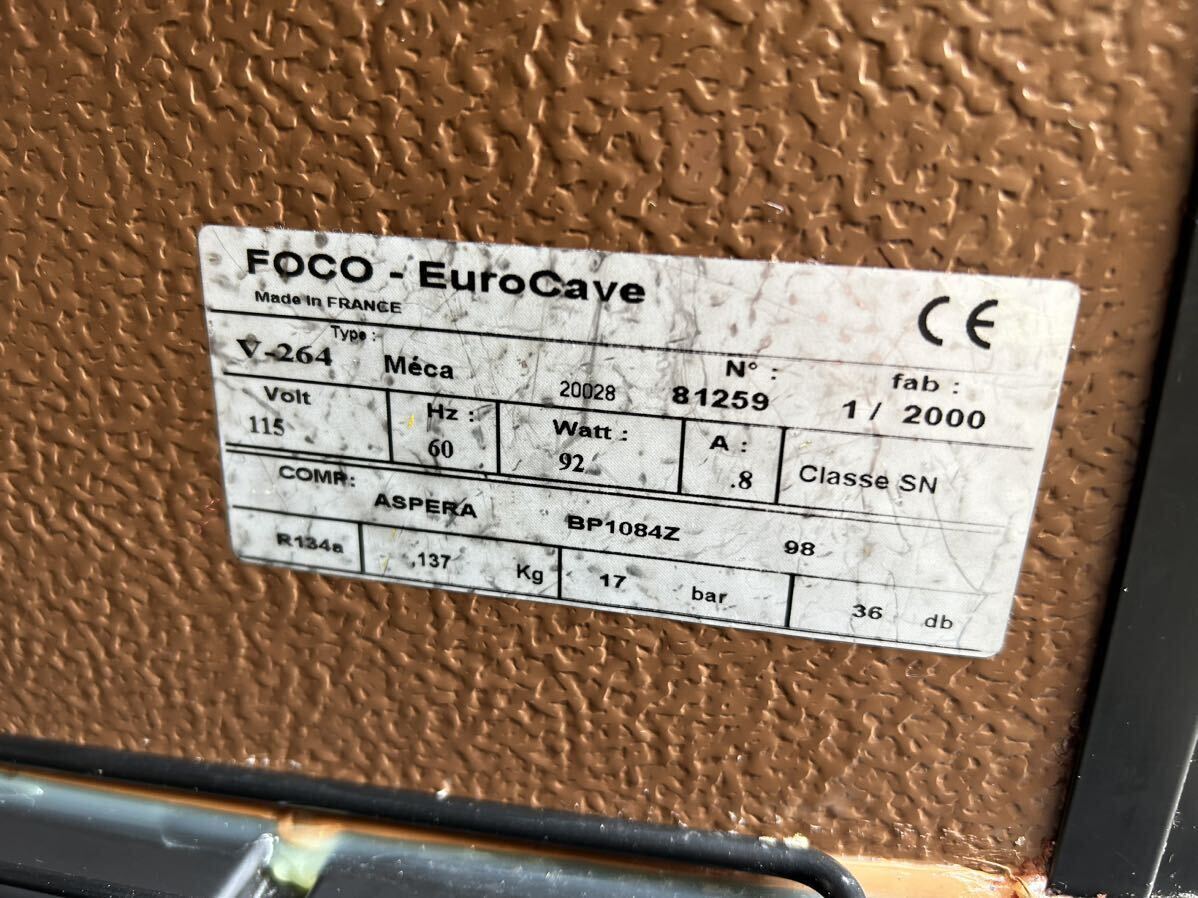 FOCO - EuroCave
Made in FRANCE
CE
Type :
V-264 Méca 20028
N° :
81259
fab :
1 / 2000
Volt
115
Hz :
60
Watt :
92
A :
.8
Classe SN
COMP: ASPERA BP1084Z 98
R134a .137 Kg 17 bar 36 db